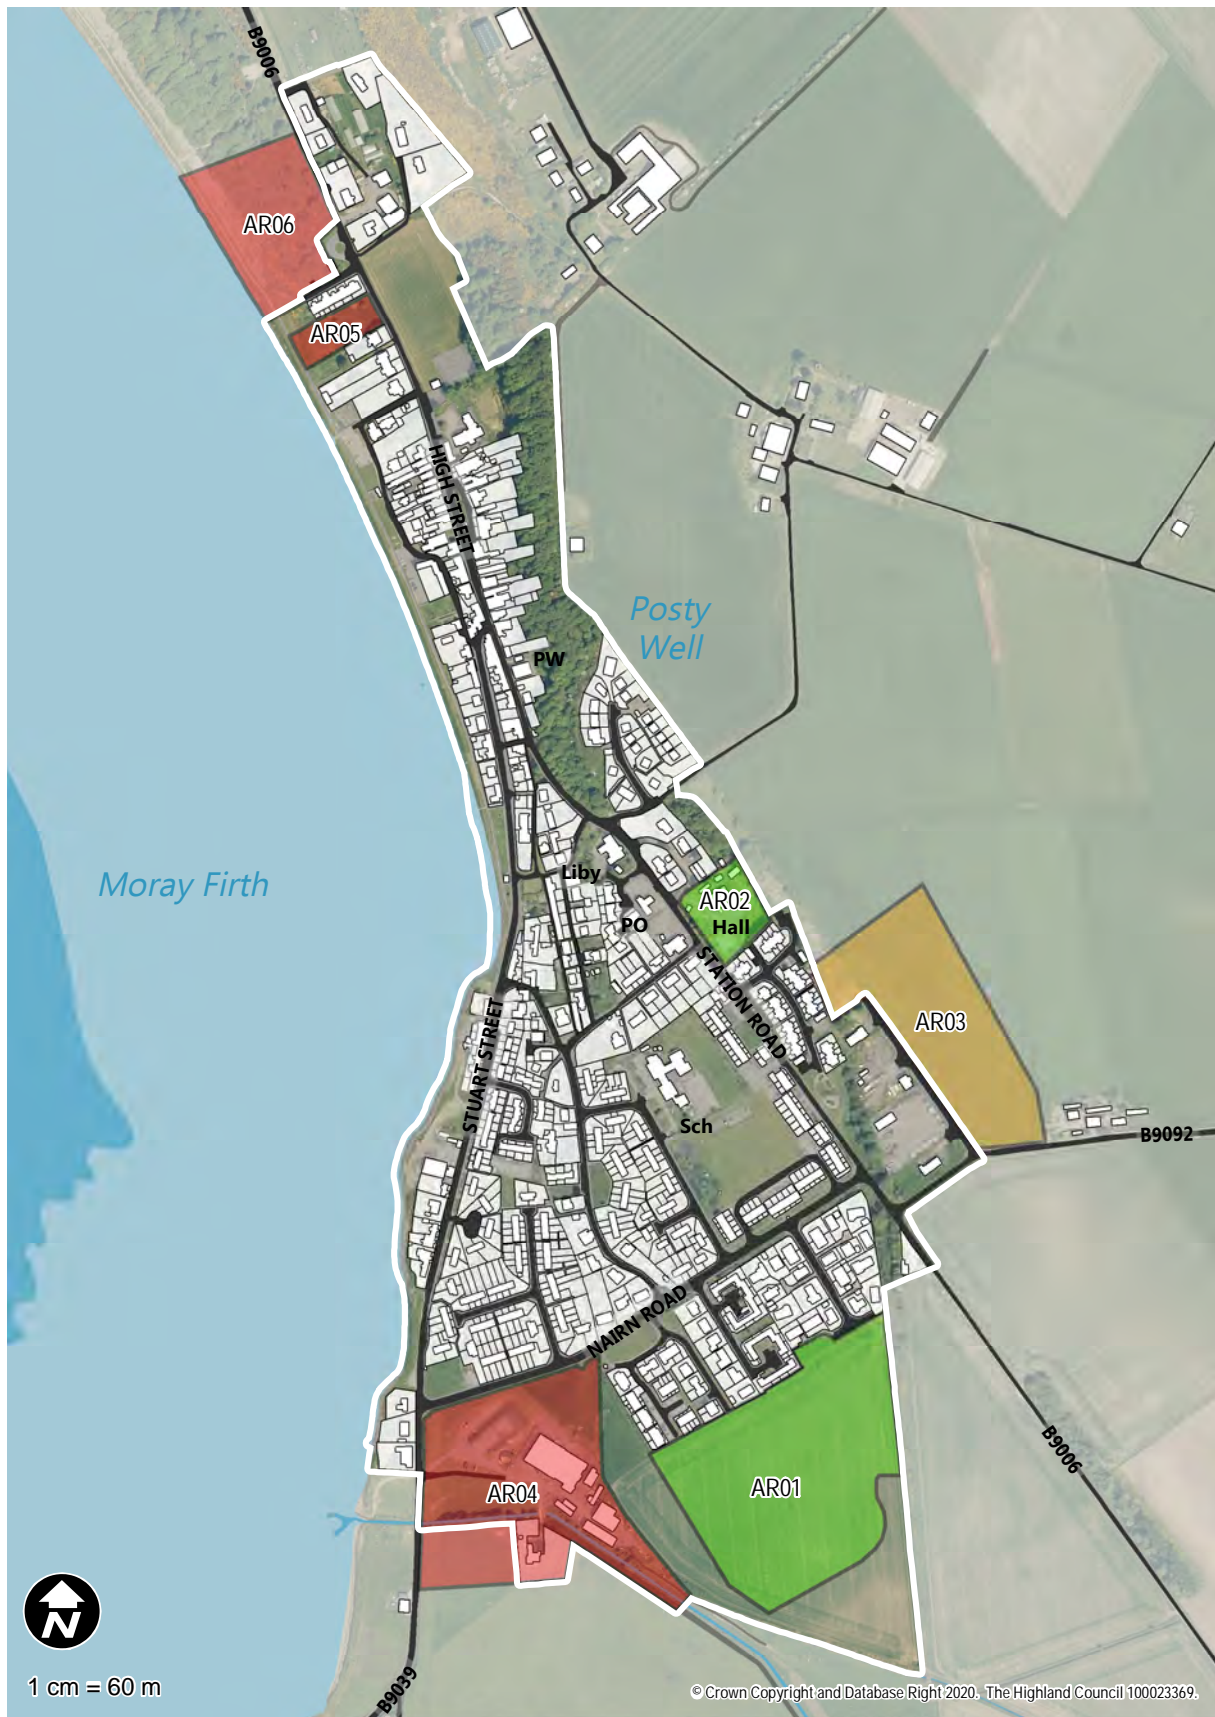 B9006
AR06
AR05
HIGH STREET
Posty
Well
PW
Moray Firth
Liby
AR02
PO
Hall
STATION ROAD
AR03
STUART STREET
Sch
B9092
NAIRN ROAD
B9006
AR01
AR04
N
1 cm = 60 m
B9039
© Crown Copyright and Database Right 2020. The Highland Council 100023369.